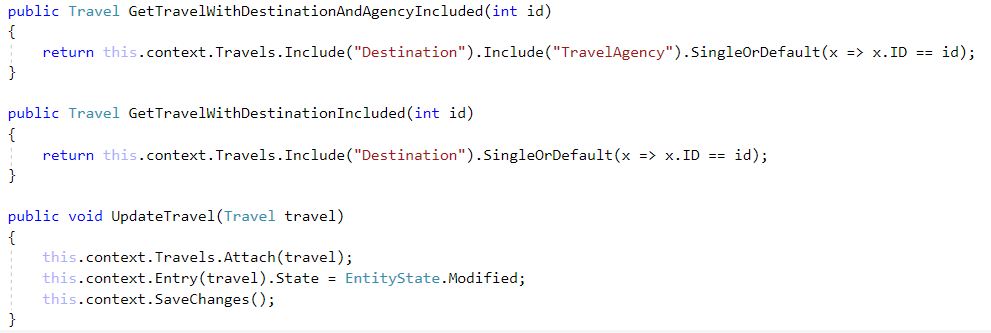 public Travel GetTravelWithDestinationAndAgencyIncluded(int id)
{
    return this.context.Travels.Include("Destination").Include("TravelAgency").SingleOrDefault(x => x.ID == id);
}

public Travel GetTravelWithDestinationIncluded(int id)
{
    return this.context.Travels.Include("Destination").SingleOrDefault(x => x.ID == id);
}

public void UpdateTravel(Travel travel)
{
    this.context.Travels.Attach(travel);
    this.context.Entry(travel).State = EntityState.Modified;
    this.context.SaveChanges();
}